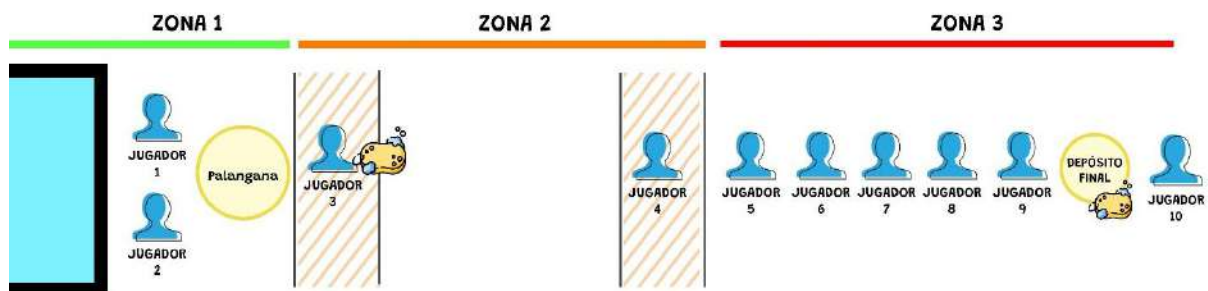 ZONA 1
ZONA 2
ZONA 3
JUGADOR
1
JUGADOR
2
Palangana
JUGADOR
3
JUGADOR
4
JUGADOR
5
JUGADOR
6
JUGADOR
7
JUGADOR
8
JUGADOR
9
DEPÓSITO
FINAL
JUGADOR
10